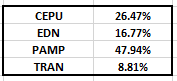 CEPU 26.47%
EDN 16.77%
PAMP 47.94%
TRAN 8.81%